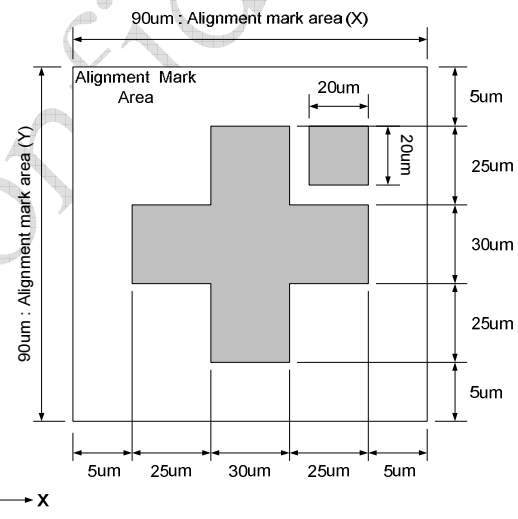 90um : Alignment mark area (X)
Alignment Mark
Area
20um
20um
90um : Alignment mark area (Y)
5um
25um
30um
25um
5um
5um
25um
30um
25um
5um
X